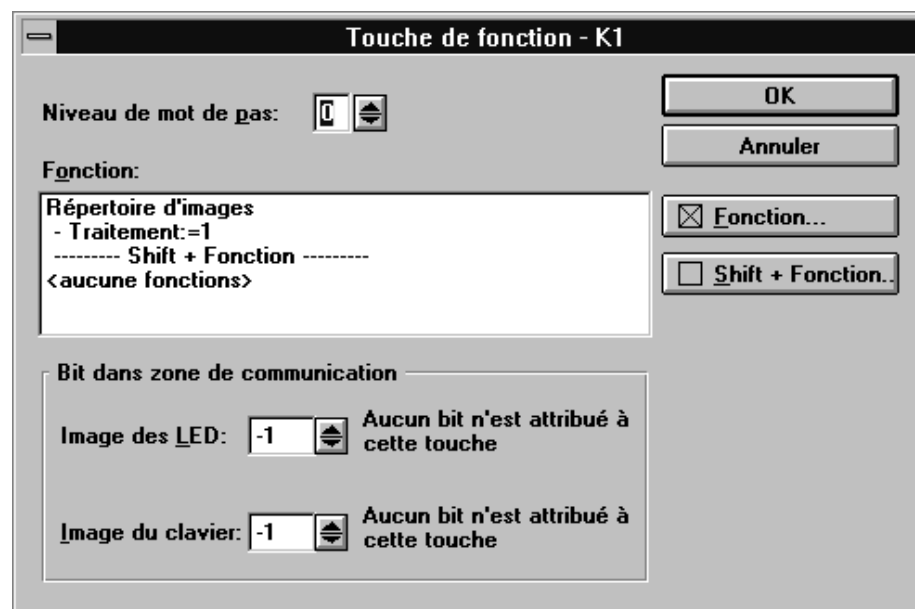 Touche de fonction - K1
Niveau de mot de pas: 0
OK
Annuler
Fonction:
Répertoire d'images
- Traitement:=1
--------- Shift + Fonction ---------
<aucune fonctions>
Fonction...
Shift + Fonction..
Bit dans zone de communication
Image des LED: -1
Aucun bit n'est attribué à
cette touche
Image du clavier: -1
Aucun bit n'est attribué à
cette touche